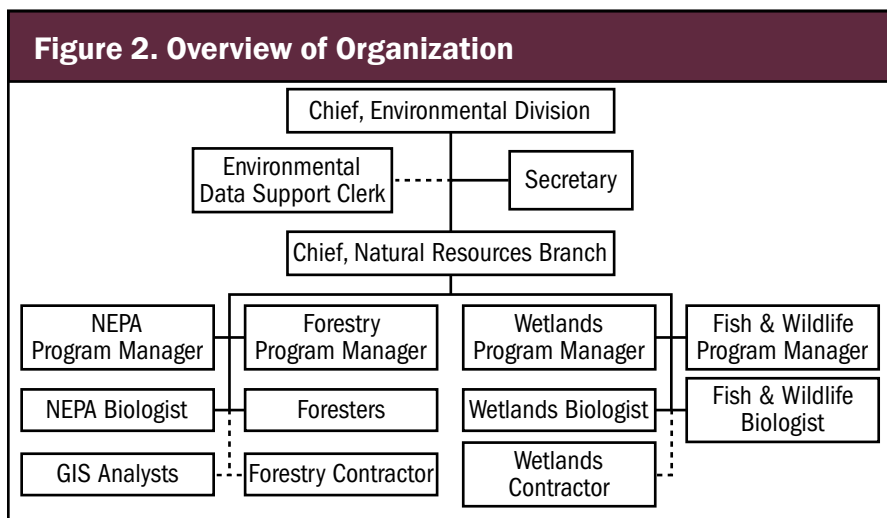 Figure 2. Overview of Organization
Chief, Environmental Division
Environmental
Data Support Clerk
Secretary
Chief, Natural Resources Branch
NEPA
Program Manager
Forestry
Program Manager
Wetlands
Program Manager
Fish & Wildlife
Program Manager
NEPA Biologist
Foresters
Wetlands Biologist
Fish & Wildlife
Biologist
GIS Analysts
Forestry Contractor
Wetlands
Contractor